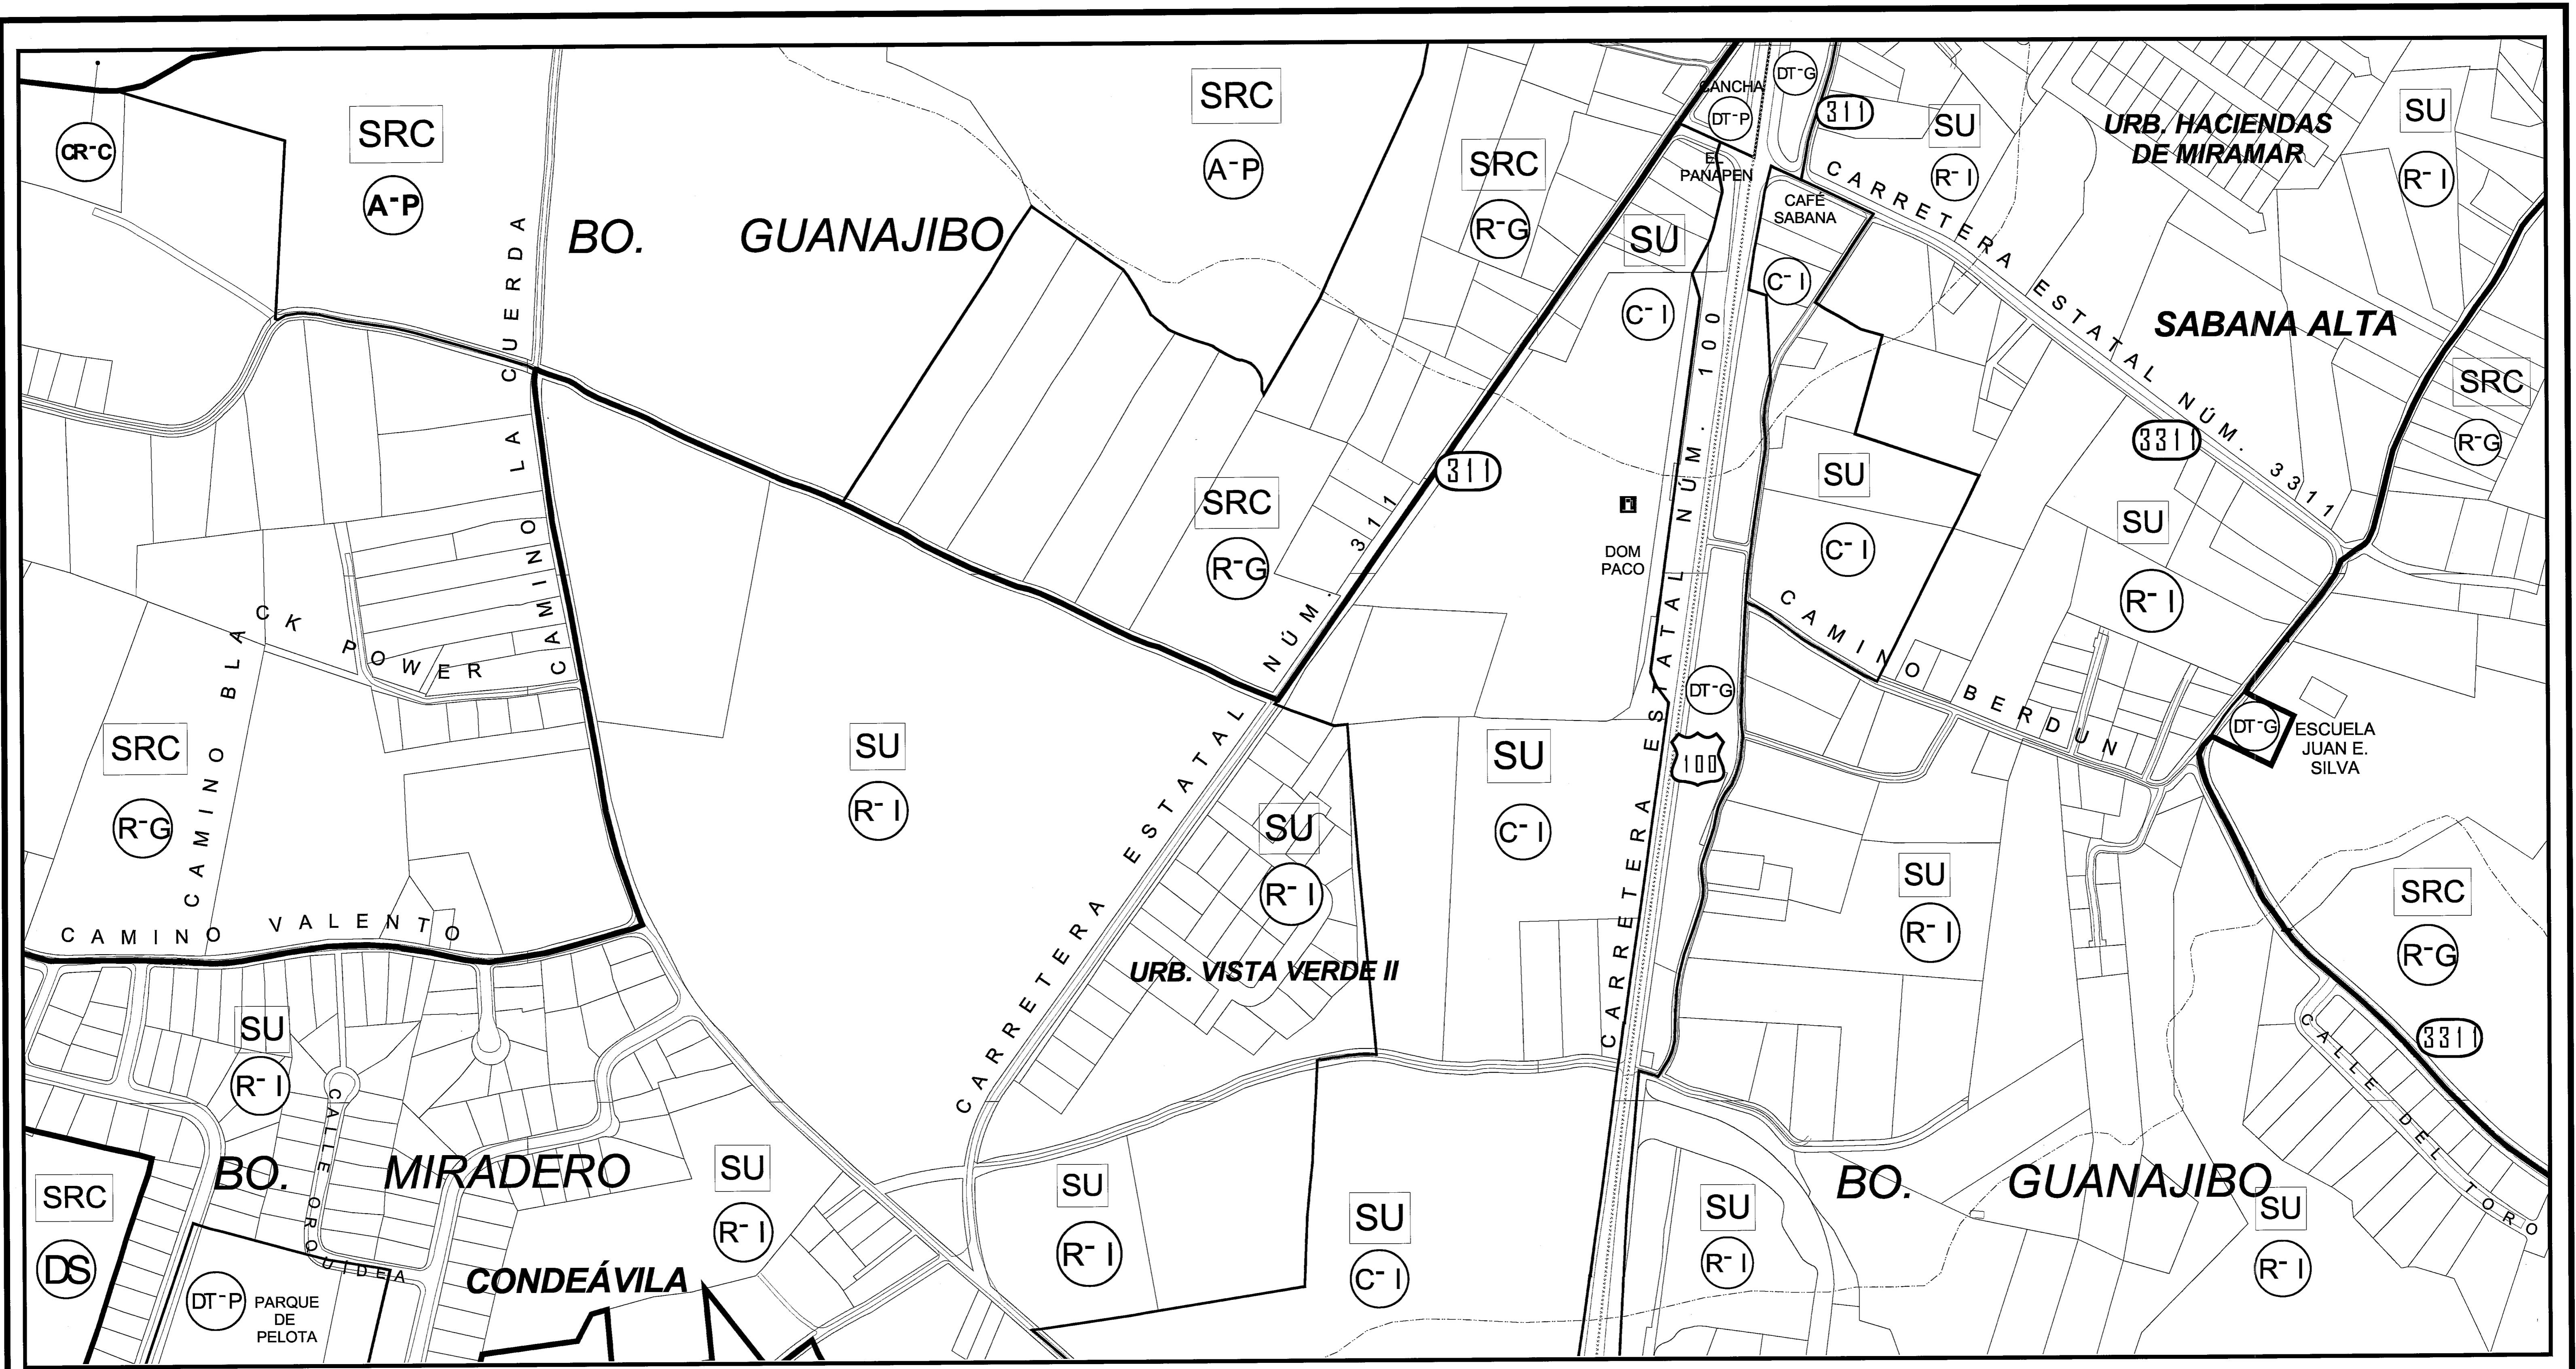 CR-C
SRC
A-P
CAMINO LA CUERDA
BO. GUANAJIBO
SRC
A-P
SRC
R-G
CANCHA
DT-P
DT-G
311
EL
PANAPEN
CAFÉ
SABANA
SU
C-I
C-I
SU
R-I
URB. HACIENDAS
DE MIRAMAR
SU
R-I
CARRETERA ESTATAL NÚM. 3311
SABANA ALTA
SRC
R-G
3311
SU
R-I
SU
C-I
DOM
PACO
311
SRC
R-G
CARRETERA ESTATAL NÚM. 311
CARRETERA ESTATAL NÚM. 100
CAMINO BERDUN
DT-G
100
DT-G
ESCUELA
JUAN E.
SILVA
CAMINO BLACK POWER
SRC
R-G
SU
R-I
SU
R-I
SU
C-I
URB. VISTA VERDE II
SU
R-I
SRC
R-G
3311
CALLE DEL TORO
CAMINO VALENTO
SU
R-I
CALLE ORQUÍDEA
BO. MIRADERO
SRC
DS
DT-P
PARQUE
DE
PELOTA
CONDEÁVILA
SU
R-I
SU
R-I
SU
C-I
SU
R-I
BO. GUANAJIBO
SU
R-I